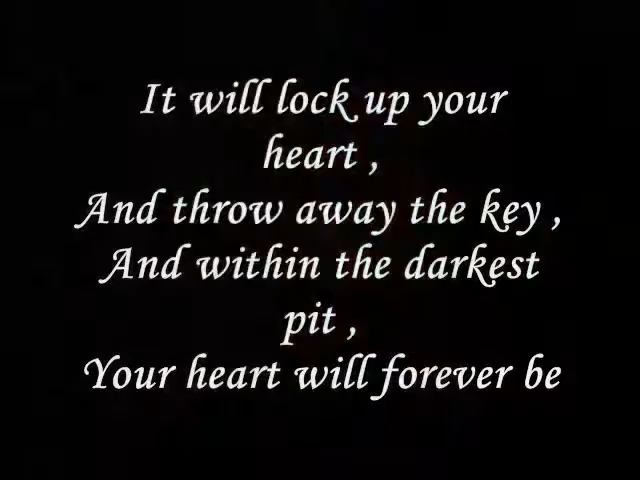 It will lock up your
heart ,
And throw away the key ,
And within the darkest
pit ,
Your heart will forever be